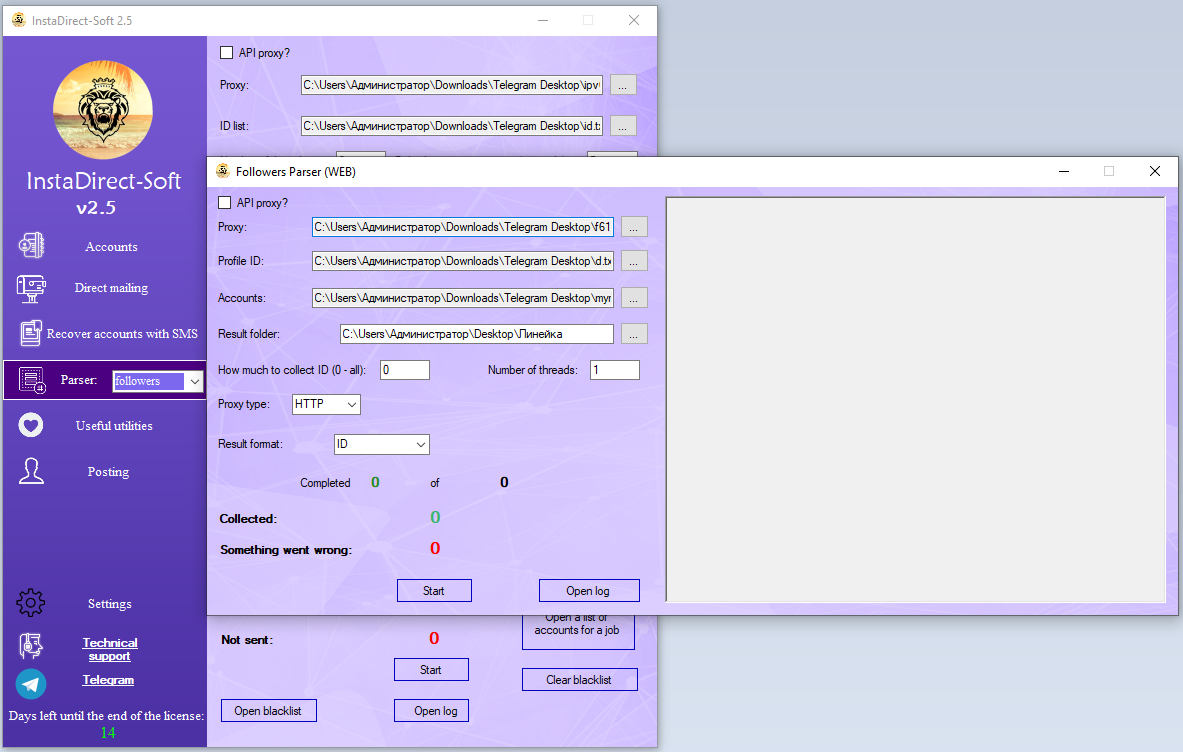 InstaDirect-Soft 2.5
InstaDirect-Soft
v2.5
Accounts
Direct mailing
Recover accounts with SMS
Parser:
followers
Useful utilities
Posting
Settings
Technical
support
Telegram
Days left until the end of the license:
14
API proxy?
Proxy:
C:\Users\Администратор\Downloads\Telegram Desktop\ipv
...
ID list:
C:\Users\Администратор\Downloads\Telegram Desktop\id.tx
...
Followers Parser (WEB)
API proxy?
Proxy:
C:\Users\Администратор\Downloads\Telegram Desktop\f61
...
Profile ID:
C:\Users\Администратор\Downloads\Telegram Desktop\d.tx
...
Accounts:
C:\Users\Администратор\Downloads\Telegram Desktop\myr
...
Result folder:
C:\Users\Администратор\Desktop\Линейка
...
How much to collect ID (0 - all):
0
Number of threads:
1
Proxy type:
HTTP
Result format:
ID
Completed 0 of 0
Collected: 0
Something went wrong: 0
Start
Open log
Not sent: 0
Open a list of
accounts for a job
Start
Clear blacklist
Open blacklist
Open log